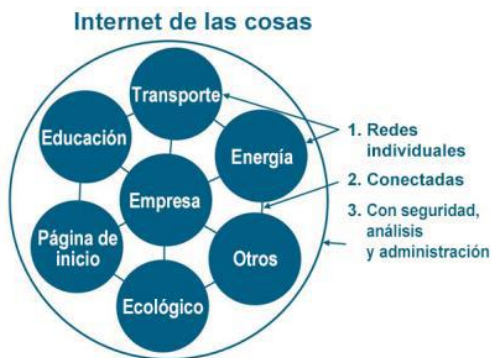 Internet de las cosas
Transporte
Educación
Energía
Empresa
Página de
inicio
Otros
Ecológico
1. Redes
individuales
2. Conectadas
3. Con seguridad,
análisis
y administración